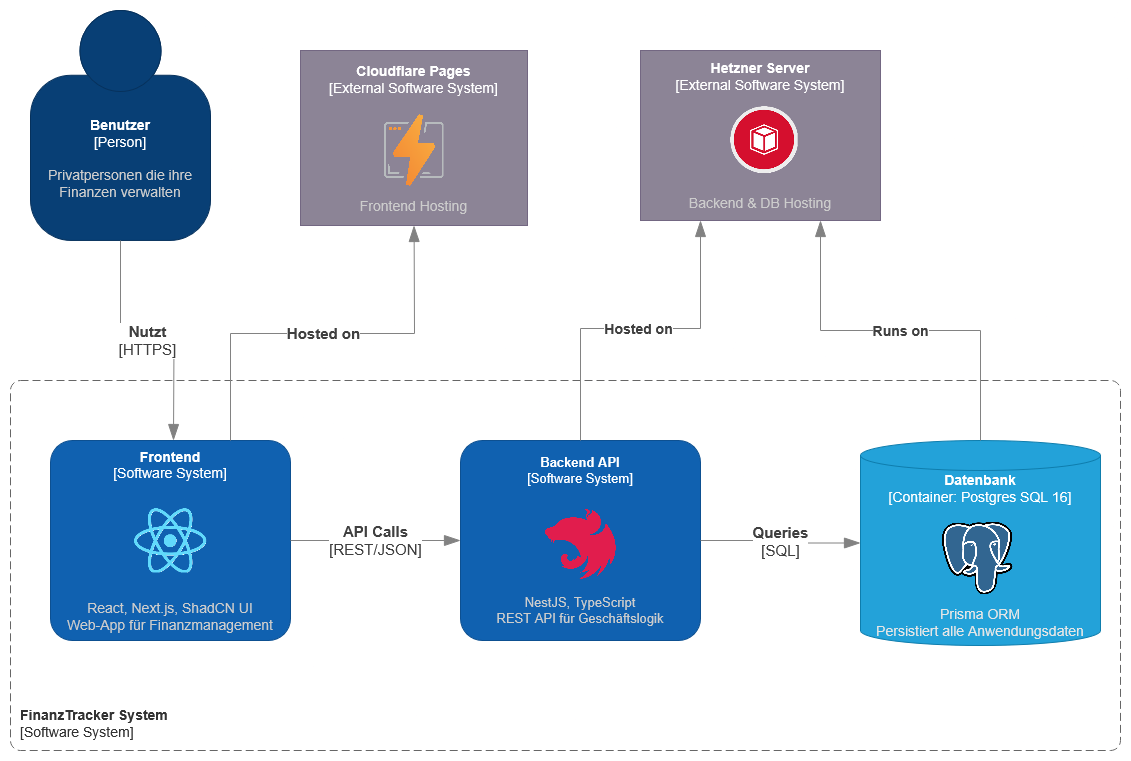 Benutzer
[Person]
Privatpersonen die ihre
Finanzen verwalten
Cloudflare Pages
[External Software System]
Frontend Hosting
Hetzner Server
[External Software System]
Backend & DB Hosting
Nutzt
[HTTPS]
Hosted on
Hosted on
Runs on
Frontend
[Software System]
React, Next.js, ShadCN UI
Web-App für Finanzmanagement
API Calls
[REST/JSON]
Backend API
[Software System]
NestJS, TypeScript
REST API für Geschäftslogik
Queries
[SQL]
Datenbank
[Container: Postgres SQL 16]
Prisma ORM
Persistiert alle Anwendungsdaten
FinanzTracker System
[Software System]